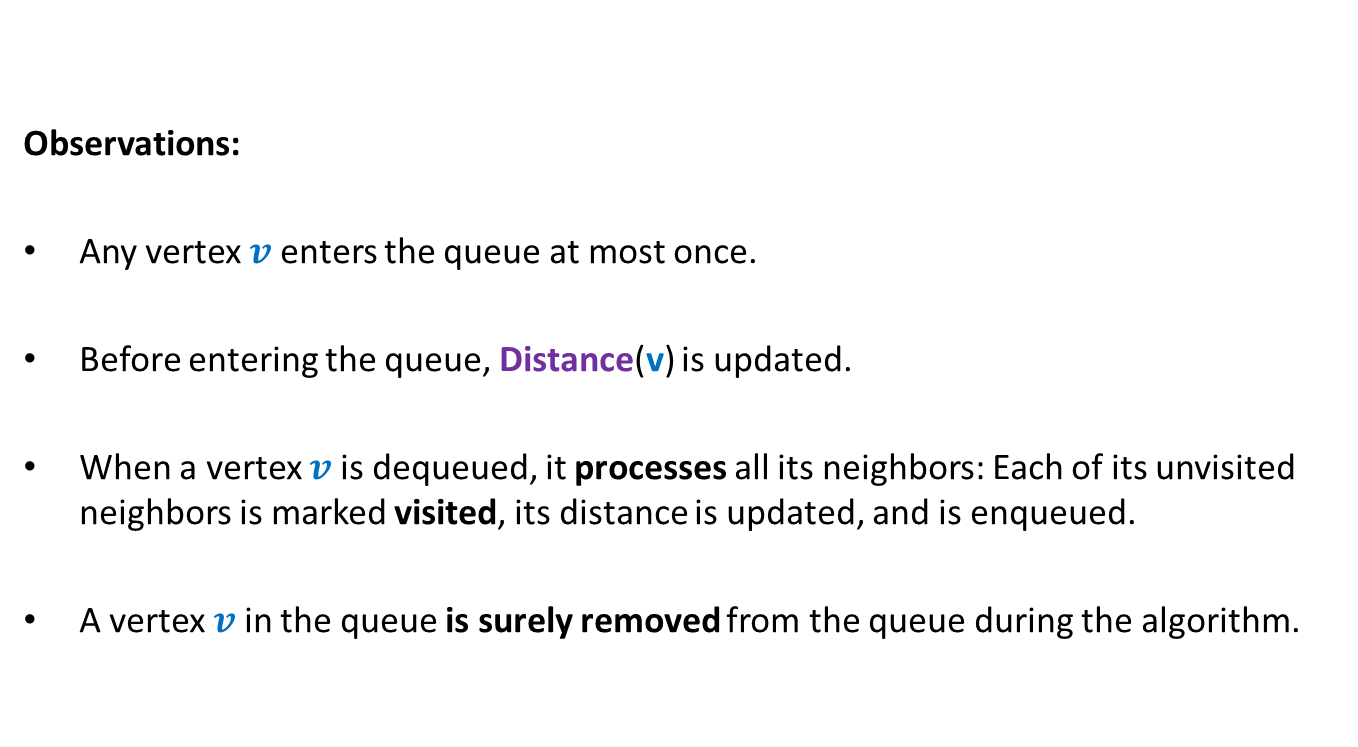 Observations:
• Any vertex 𝒗 enters the queue at most once.
• Before entering the queue, Distance(v) is updated.
• When a vertex 𝒗 is dequeued, it processes all its neighbors: Each of its unvisited
neighbors is marked visited, its distance is updated, and is enqueued.
• A vertex 𝒗 in the queue is surely removed from the queue during the algorithm.